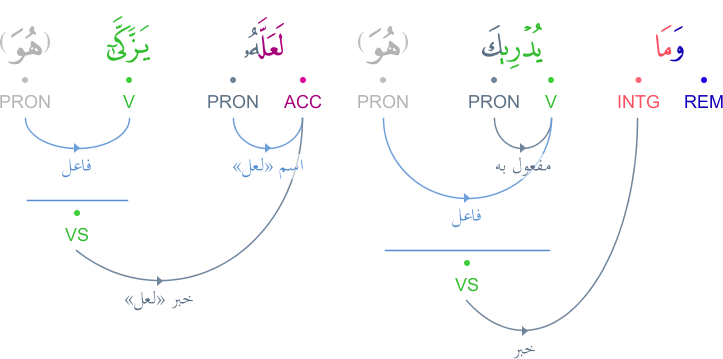 وَمَا يُدْرِيكَ (هُوَ) لَعَلَّهُۥ يَزَّكَّىٰٓ (هُوَ)
REM INTG V PRON PRON ACC PRON V PRON
مفعول به
اسم «لعل»
فاعل
فاعل
VS
VS
خبر «لعل»
خبر